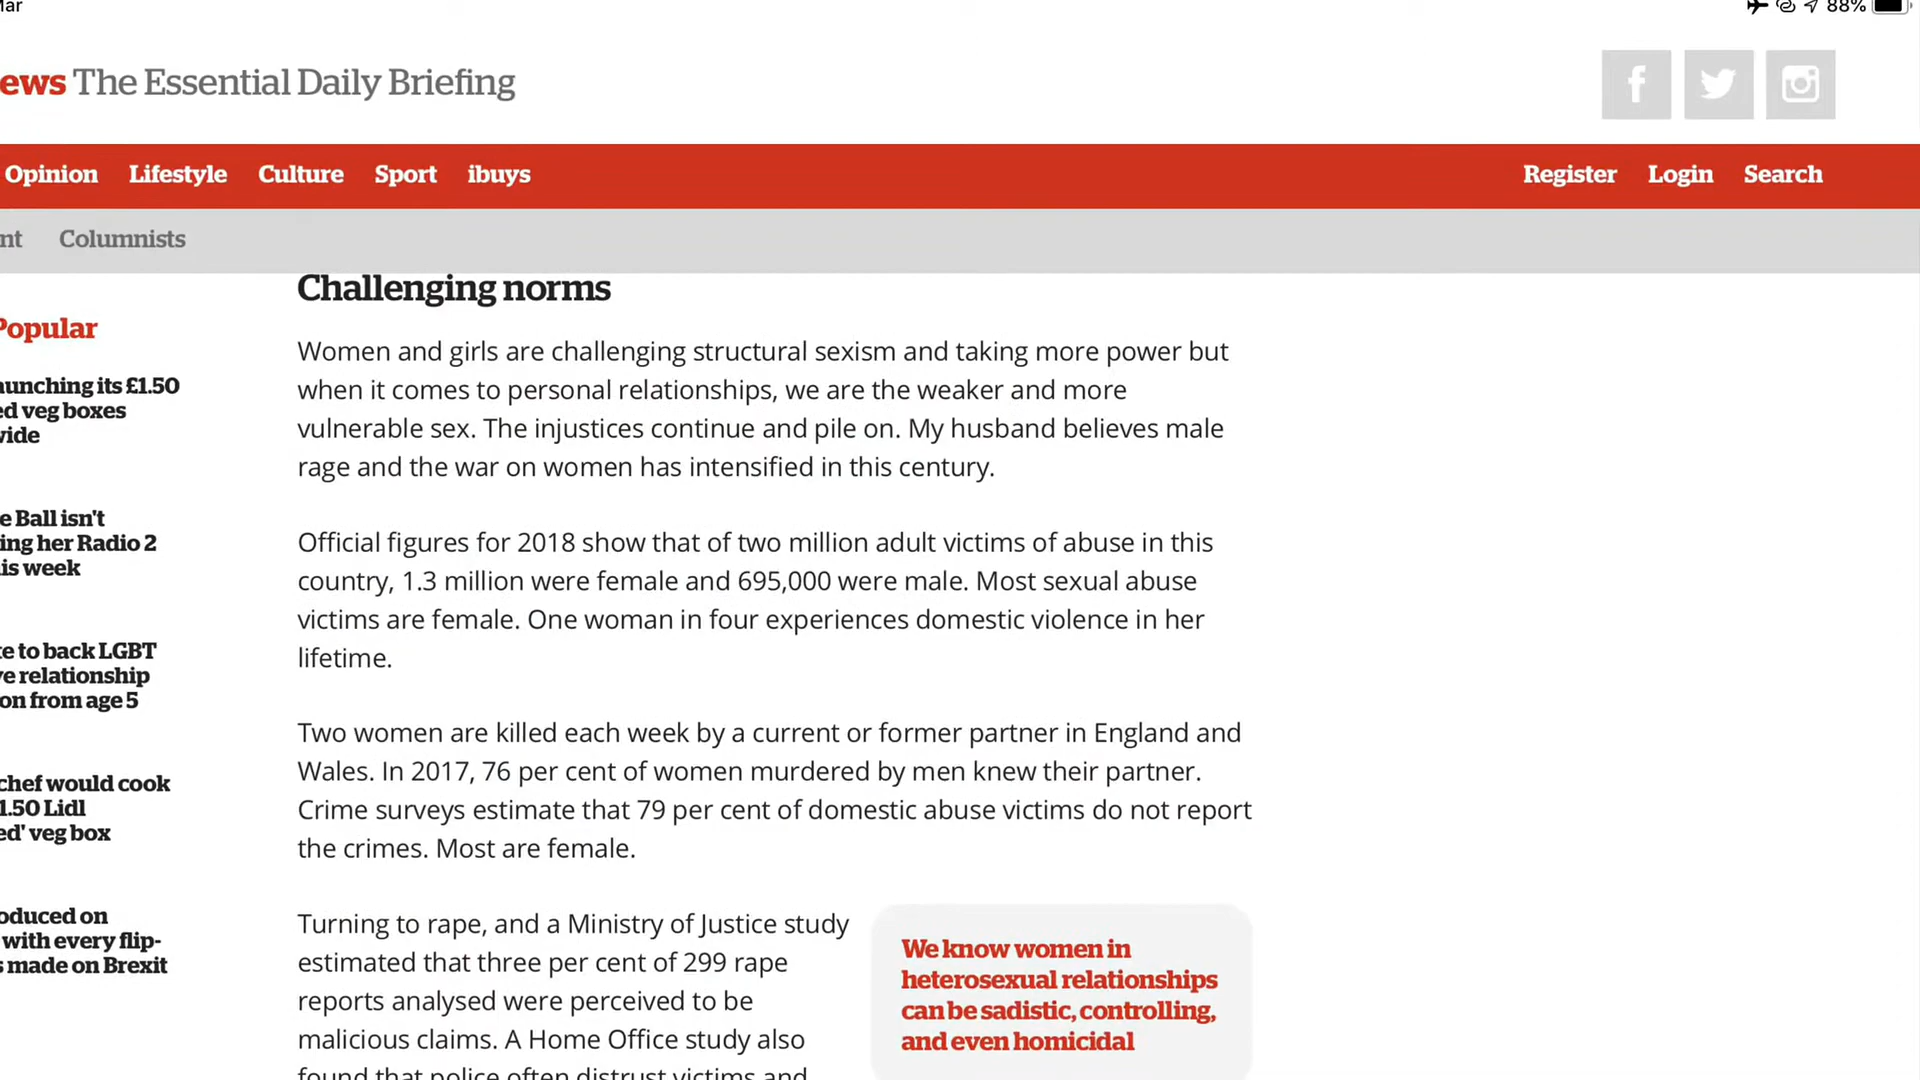 Mar
88%
ews The Essential Daily Briefing
Opinion Lifestyle Culture Sport ibuys Register Login Search
nt Columnists
Popular
aunching its £1.50
ed veg boxes
wide
e Ball isn't
ing her Radio 2
is week
te to back LGBT
ve relationship
on from age 5
chef would cook
1.50 Lidl
ed' veg box
oduced on
with every flip-
s made on Brexit
Challenging norms
Women and girls are challenging structural sexism and taking more power but
when it comes to personal relationships, we are the weaker and more
vulnerable sex. The injustices continue and pile on. My husband believes male
rage and the war on women has intensified in this century.
Official figures for 2018 show that of two million adult victims of abuse in this
country, 1.3 million were female and 695,000 were male. Most sexual abuse
victims are female. One woman in four experiences domestic violence in her
lifetime.
Two women are killed each week by a current or former partner in England and
Wales. In 2017, 76 per cent of women murdered by men knew their partner.
Crime surveys estimate that 79 per cent of domestic abuse victims do not report
the crimes. Most are female.
Turning to rape, and a Ministry of Justice study
estimated that three per cent of 299 rape
reports analysed were perceived to be
malicious claims. A Home Office study also
found that police often distrust victims and
We know women in
heterosexual relationships
can be sadistic, controlling,
and even homicidal